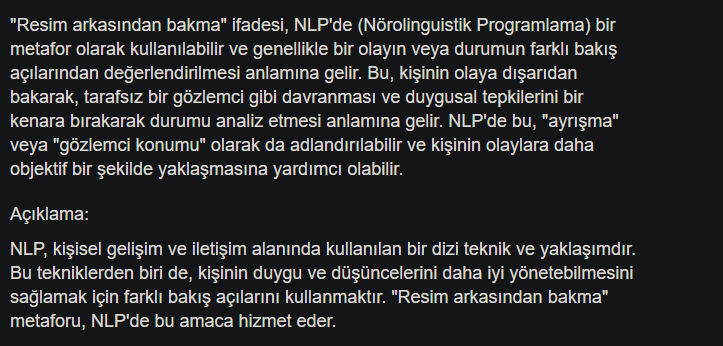 "Resim arkasından bakma" ifadesi, NLP'de (Nörolinguistik Programlama) bir
metafor olarak kullanılabilir ve genellikle bir olayın veya durumun farklı bakış
açılarından değerlendirilmesi anlamına gelir. Bu, kişinin olaya dışarıdan
bakarak, tarafsız bir gözlemci gibi davranması ve duygusal tepkilerini bir
kenara bırakarak durumu analiz etmesi anlamına gelir. NLP'de bu, "ayrışma"
veya "gözlemci konumu" olarak da adlandırılabilir ve kişinin olaylara daha
objektif bir şekilde yaklaşmasına yardımcı olabilir.
Açıklama:
NLP, kişisel gelişim ve iletişim alanında kullanılan bir dizi teknik ve yaklaşımdır.
Bu tekniklerden biri de, kişinin duygu ve düşüncelerini daha iyi yönetebilmesini
sağlamak için farklı bakış açılarını kullanmaktır. "Resim arkasından bakma"
metaforu, NLP'de bu amaca hizmet eder.